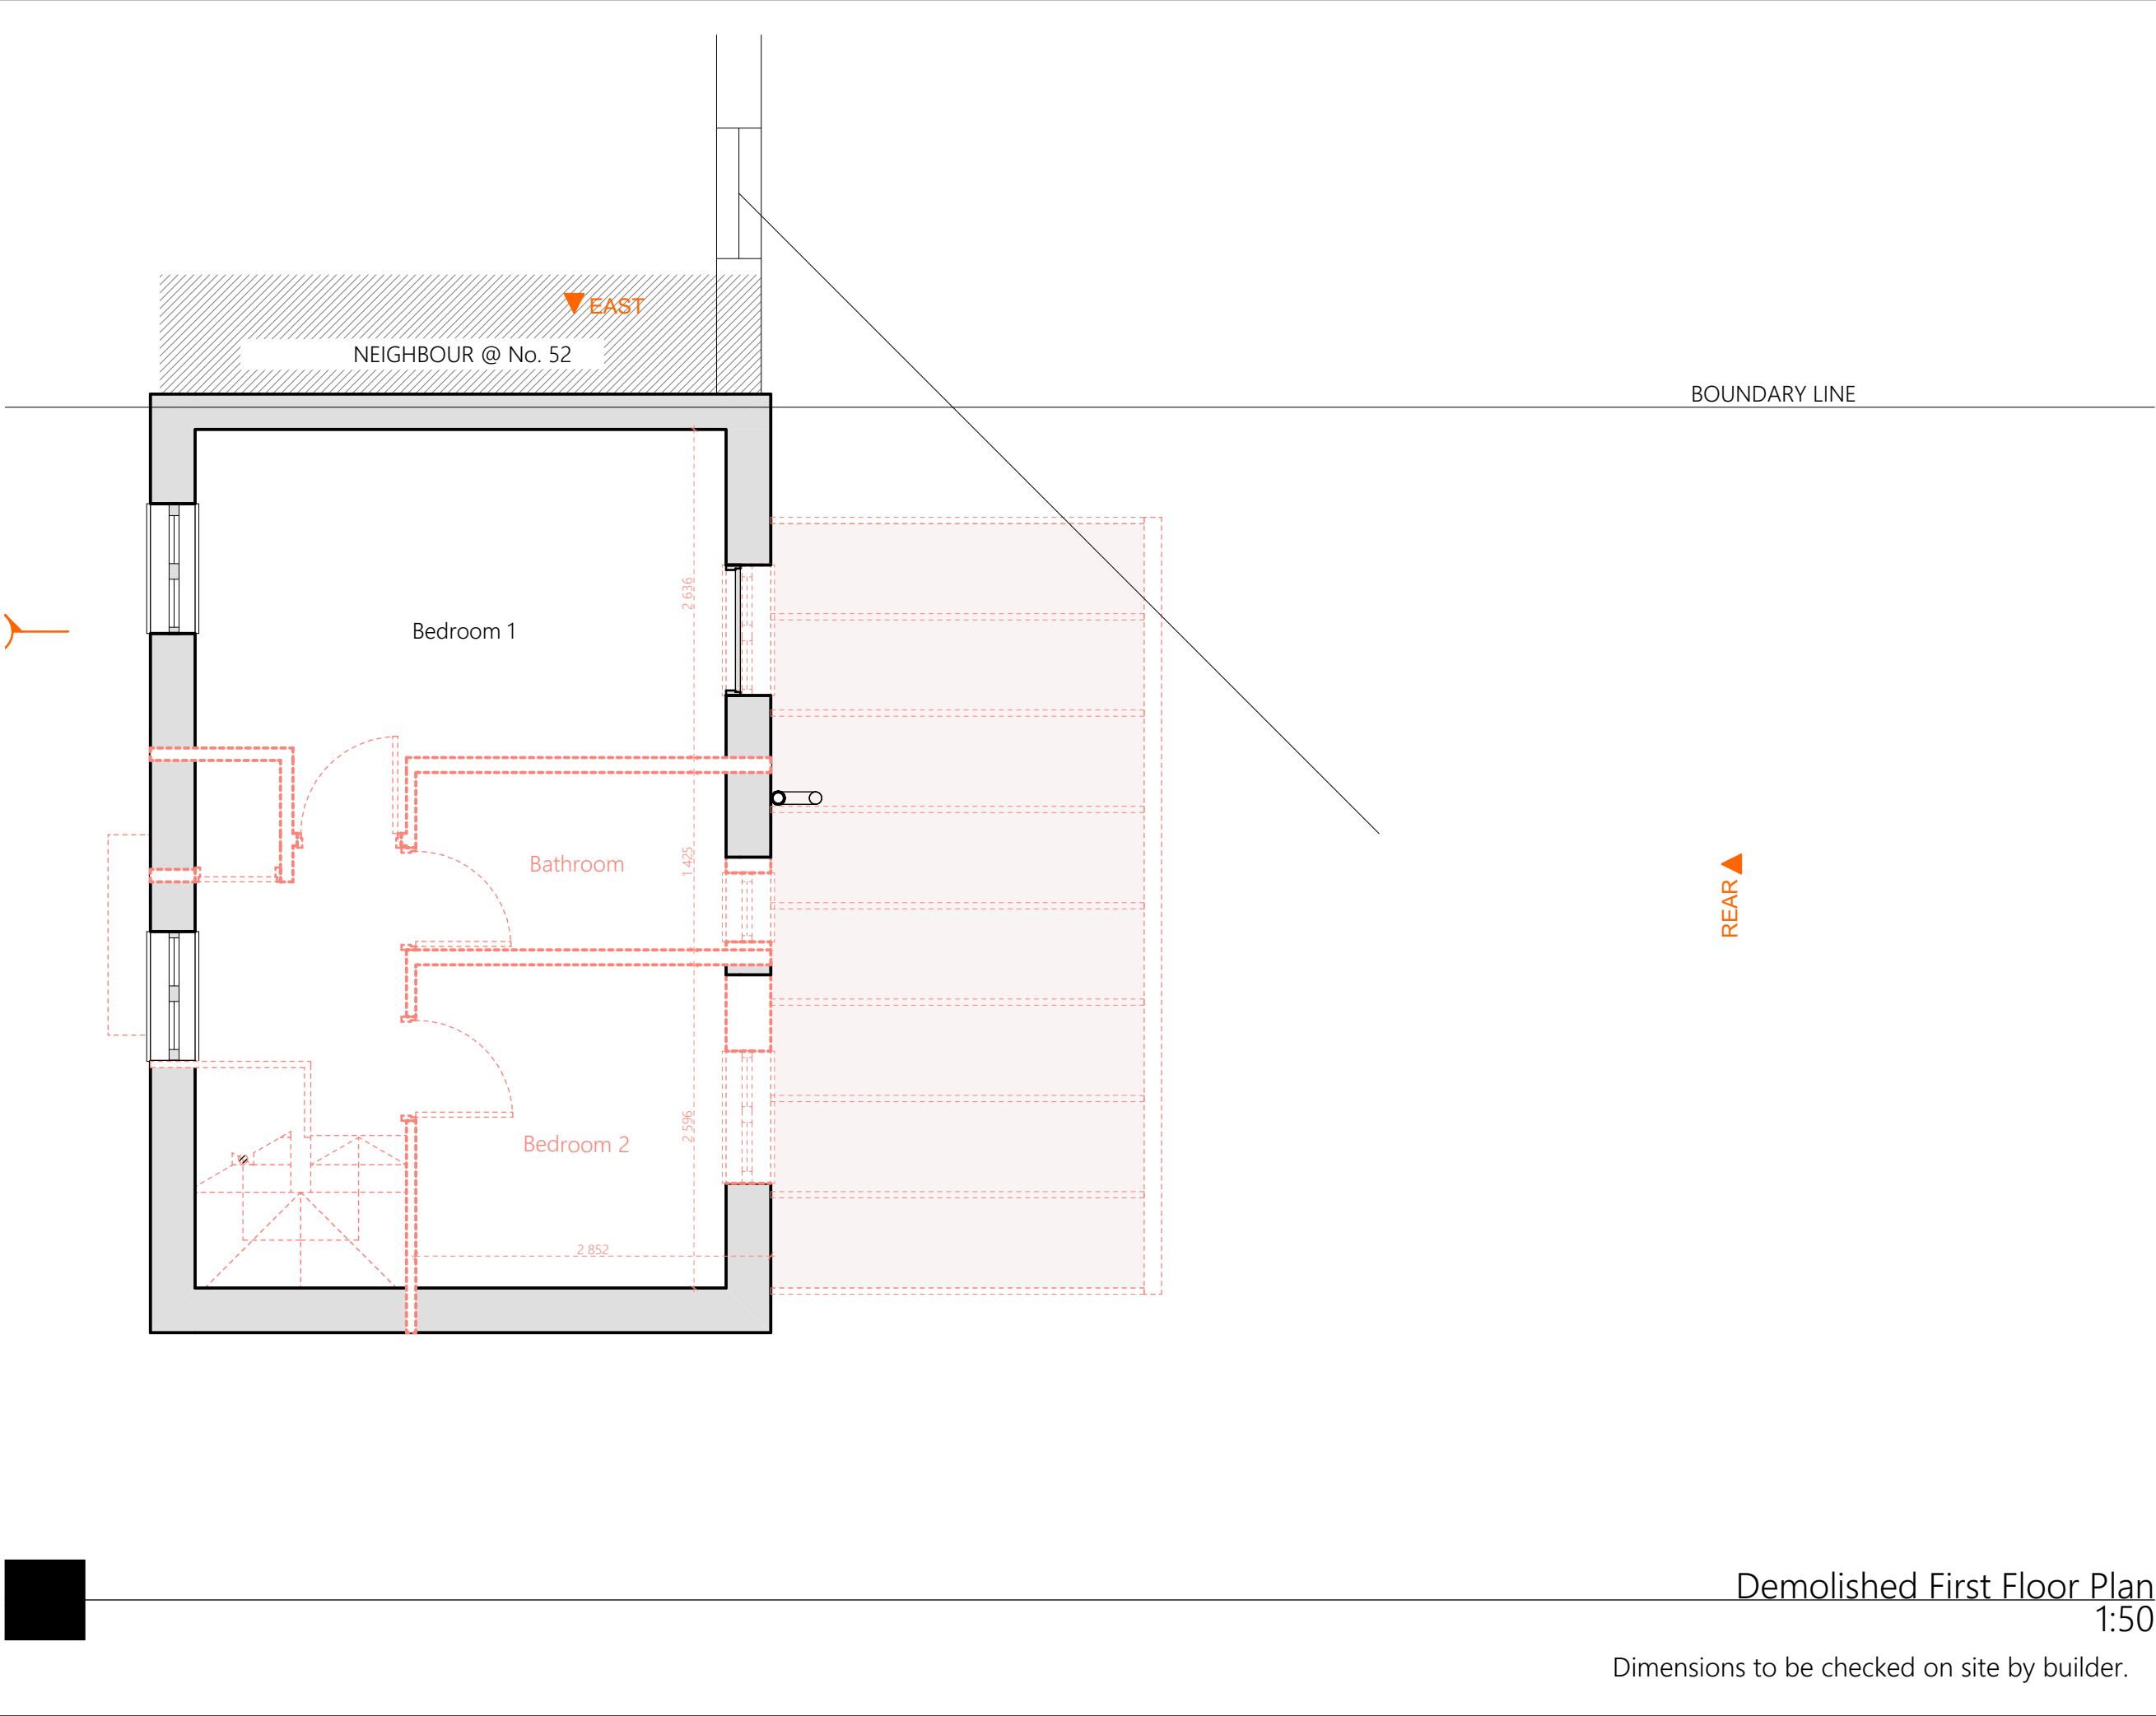 EAST
NEIGHBOUR @ No. 52
BOUNDARY LINE
2 636
Bedroom 1
1 425
Bathroom
REAR
2 596
Bedroom 2
2 852
Demolished First Floor Plan
1:50
Dimensions to be checked on site by builder.